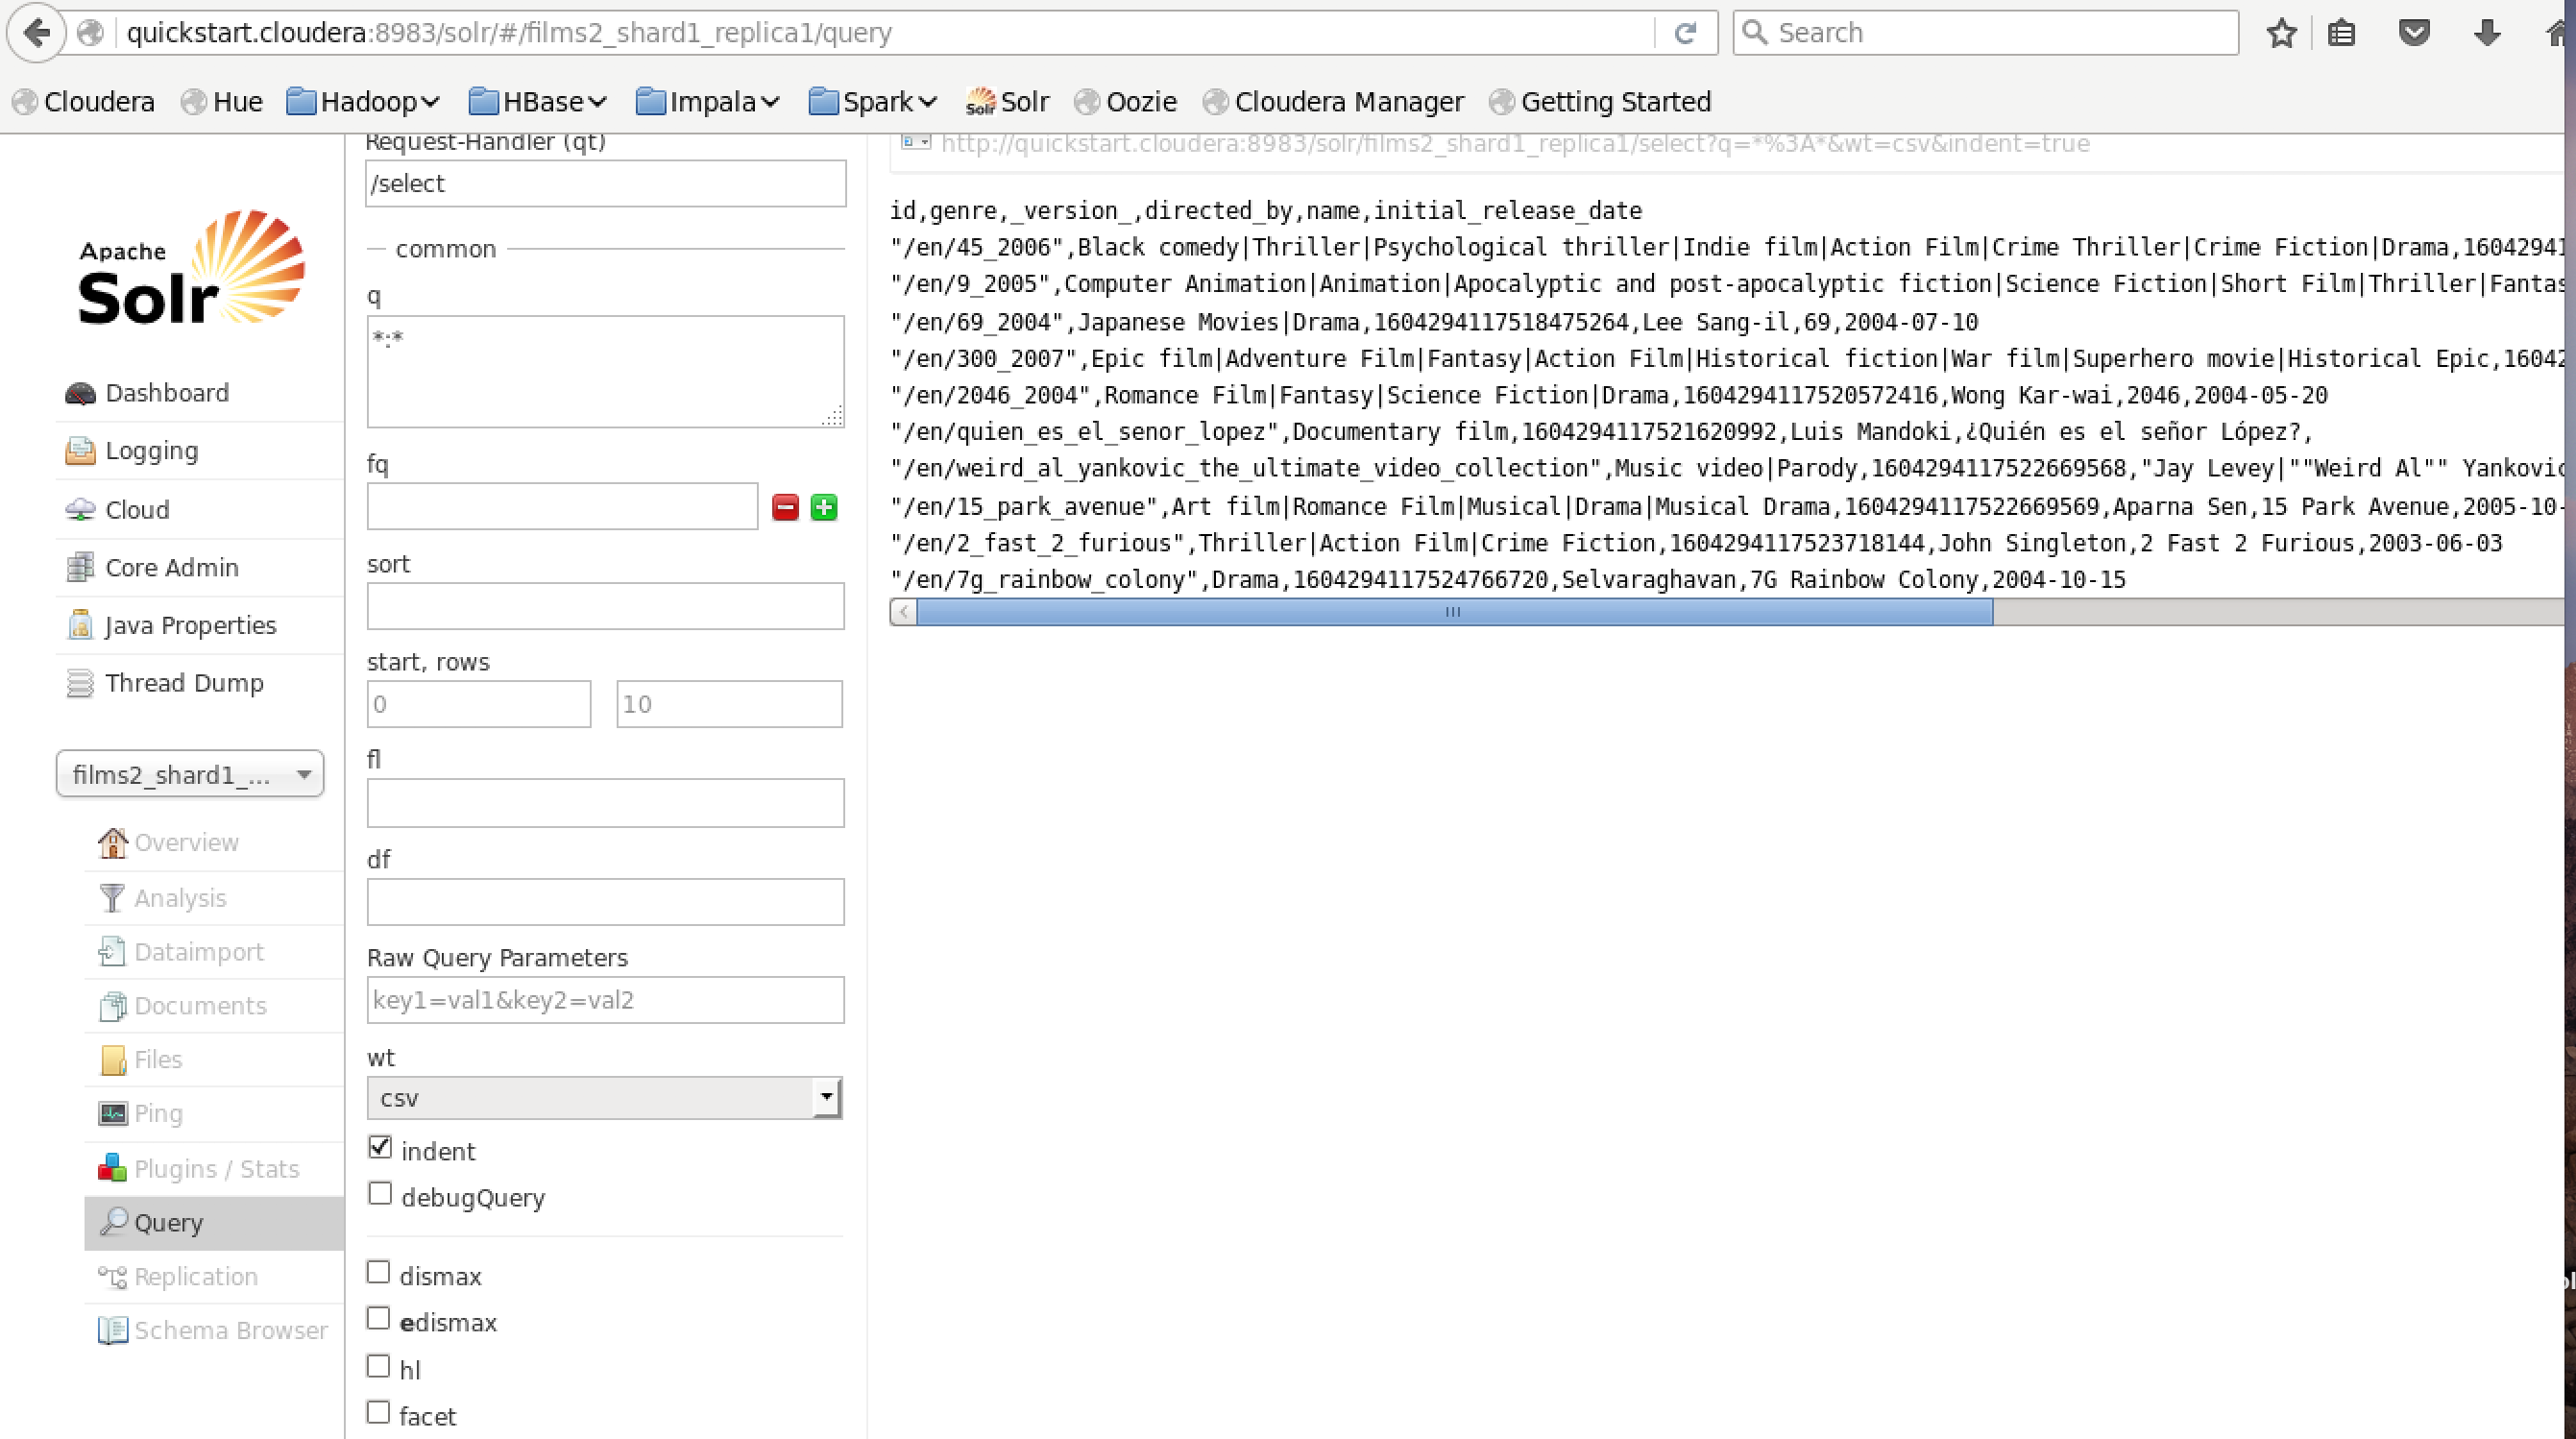 quickstart.cloudera:8983/solr/#/films2_shard1_replica1/query
Search
Cloudera Hue Hadoop HBase Impala Spark Solr Oozie Cloudera Manager Getting Started
Apache
Solr
Dashboard
Logging
Cloud
Core Admin
Java Properties
Thread Dump
films2_shard1_...
Overview
Analysis
Dataimport
Documents
Files
Ping
Plugins / Stats
Query
Replication
Schema Browser
Request-Handler (qt)
/select
common
q
*:*
fq
sort
start, rows
0 10
fl
df
Raw Query Parameters
key1=val1&key2=val2
wt
csv
indent
debugQuery
dismax
edismax
hl
facet
http://quickstart.cloudera:8983/solr/films2_shard1_replica1/select?q=*%3A*&wt=csv&indent=true
id,genre,_version_,directed_by,name,initial_release_date
"/en/45_2006",Black comedy|Thriller|Psychological thriller|Indie film|Action Film|Crime Thriller|Crime Fiction|Drama,16042941
"/en/9_2005",Computer Animation|Animation|Apocalyptic and post-apocalyptic fiction|Science Fiction|Short Film|Thriller|Fantas
"/en/69_2004",Japanese Movies|Drama,1604294117518475264,Lee Sang-il,69,2004-07-10
"/en/300_2007",Epic film|Adventure Film|Fantasy|Action Film|Historical fiction|War film|Superhero movie|Historical Epic,16042
"/en/2046_2004",Romance Film|Fantasy|Science Fiction|Drama,1604294117520572416,Wong Kar-wai,2046,2004-05-20
"/en/quien_es_el_senor_lopez",Documentary film,1604294117521620992,Luis Mandoki,¿Quién es el señor López?,
"/en/weird_al_yankovic_the_ultimate_video_collection",Music video|Parody,1604294117522669568,"Jay Levey|""Weird Al"" Yankovic
"/en/15_park_avenue",Art film|Romance Film|Musical|Drama|Musical Drama,1604294117522669569,Aparna Sen,15 Park Avenue,2005-10-
"/en/2_fast_2_furious",Thriller|Action Film|Crime Fiction,1604294117523718144,John Singleton,2 Fast 2 Furious,2003-06-03
"/en/7g_rainbow_colony",Drama,1604294117524766720,Selvaraghavan,7G Rainbow Colony,2004-10-15